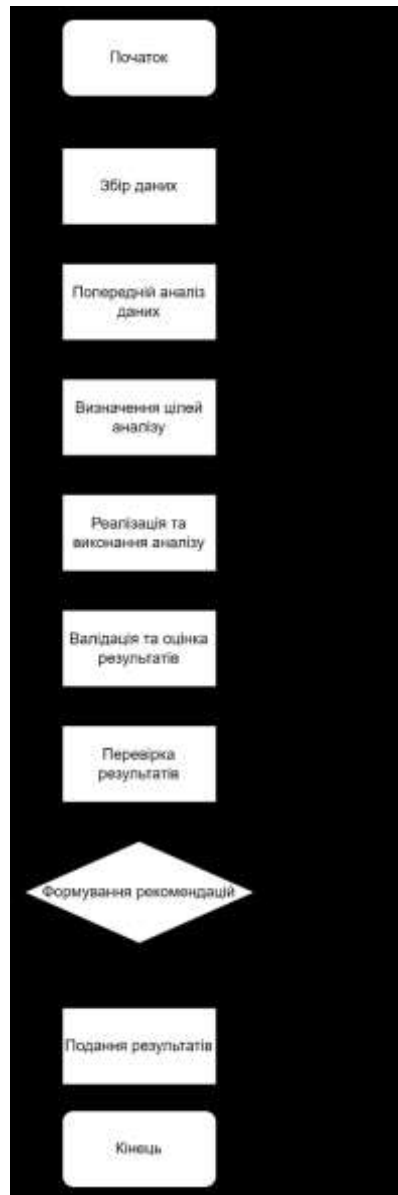 Початок
Збір даних
Попередній аналіз
даних
Визначення цілей
аналізу
Реалізація та
виконання аналізу
Валідація та оцінка
результатів
Перевірка
результатів
Формування рекомендацій
Подання результатів
Кінець